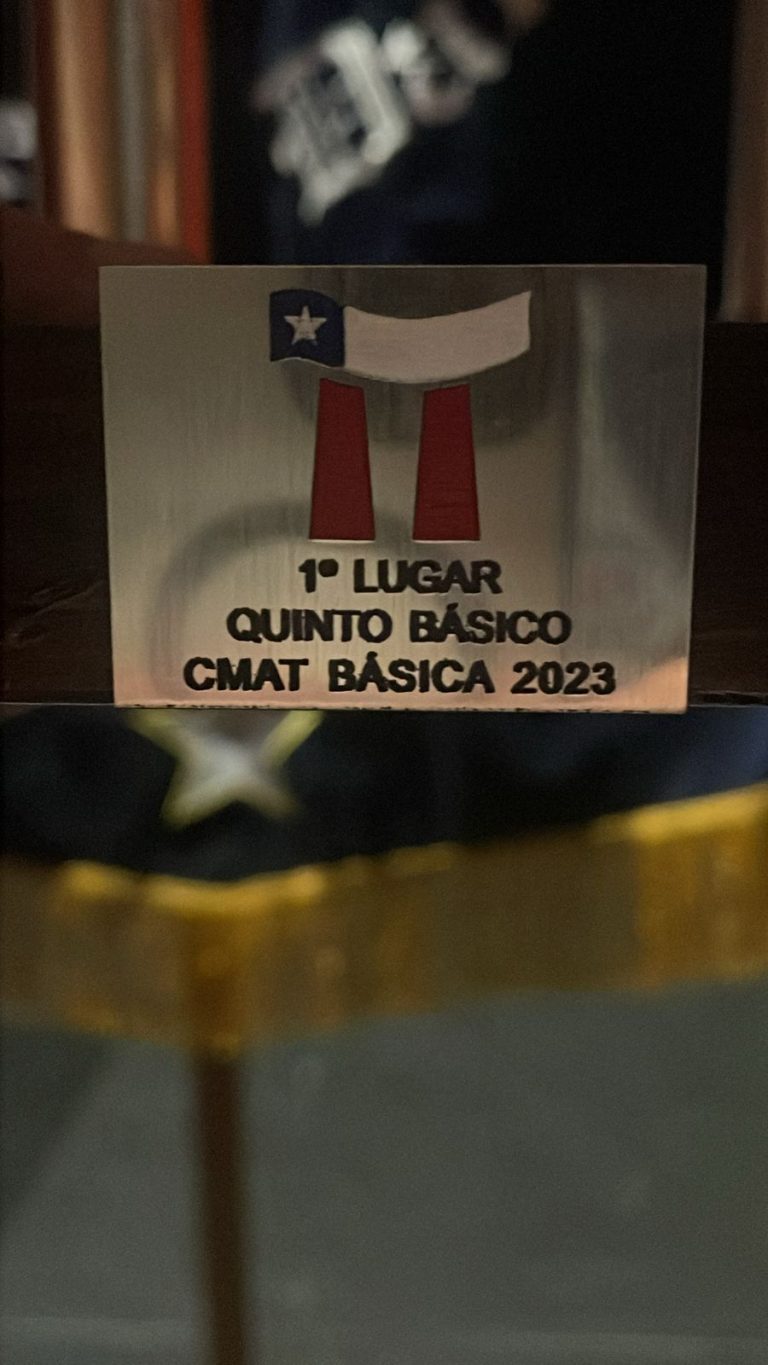 1º LUGAR
QUINTO BÁSICO
CMAT BÁSICA 2023